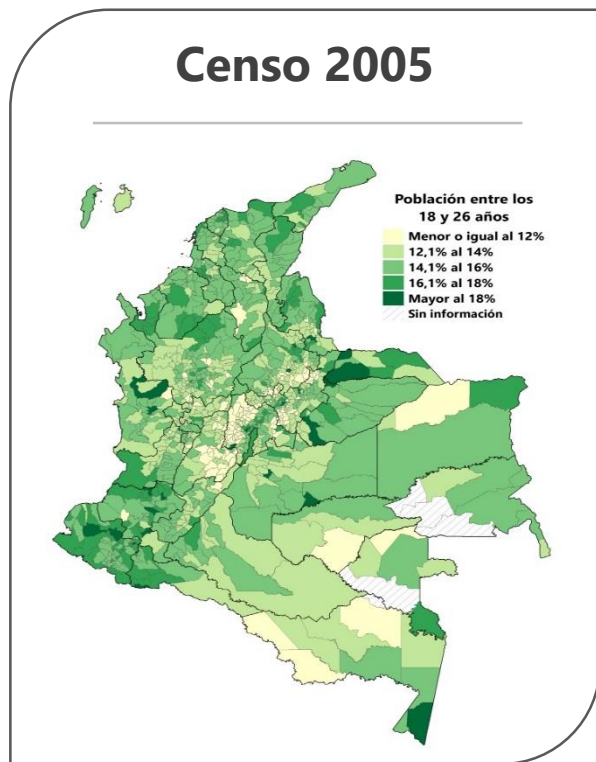 Censo 2005
Población entre los
18 y 26 años
Menor o igual al 12%
12,1% al 14%
14,1% al 16%
16,1% al 18%
Mayor al 18%
Sin información